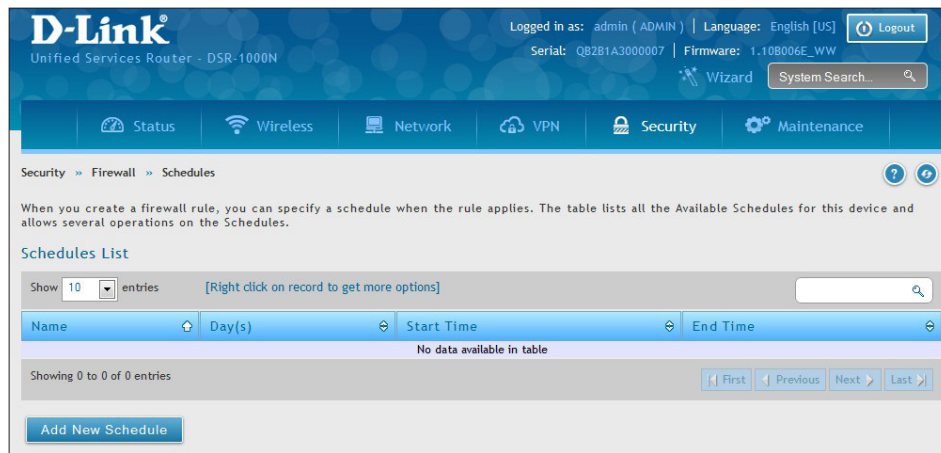 D-Link®
Unified Services Router - DSR-1000N
Logged in as: admin ( ADMIN ) | Language: English [US]
Serial: QB2B1A3000007 | Firmware: 1.10B006E_WW
Logout
Wizard
System Search...
Status
Wireless
Network
VPN
Security
Maintenance
Security » Firewall » Schedules
?
When you create a firewall rule, you can specify a schedule when the rule applies. The table lists all the Available Schedules for this device and
allows several operations on the Schedules.
Schedules List
Show 10 entries [Right click on record to get more options]
Name Day(s) Start Time End Time
No data available in table
Showing 0 to 0 of 0 entries
First Previous Next Last
Add New Schedule